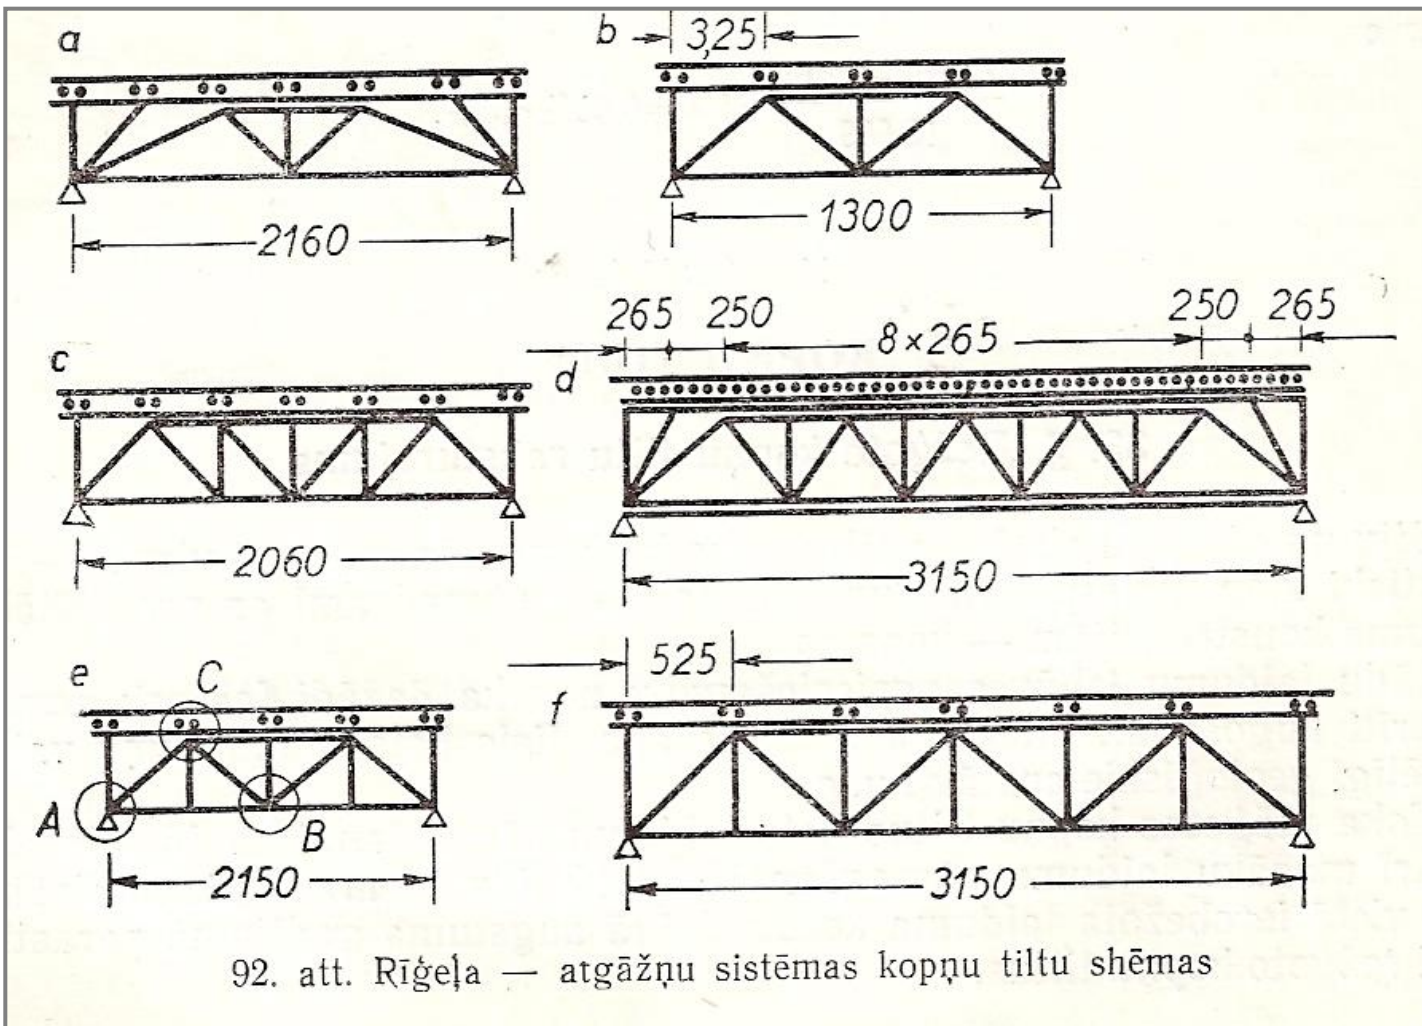 a
b
3,25
2160
1300
265 250
250 265
8×265
c
d
2060
3150
525
e
C
f
A
B
2150
3150
92. att. Rīģeļa — atgāžņu sistēmas kopņu tiltu shēmas